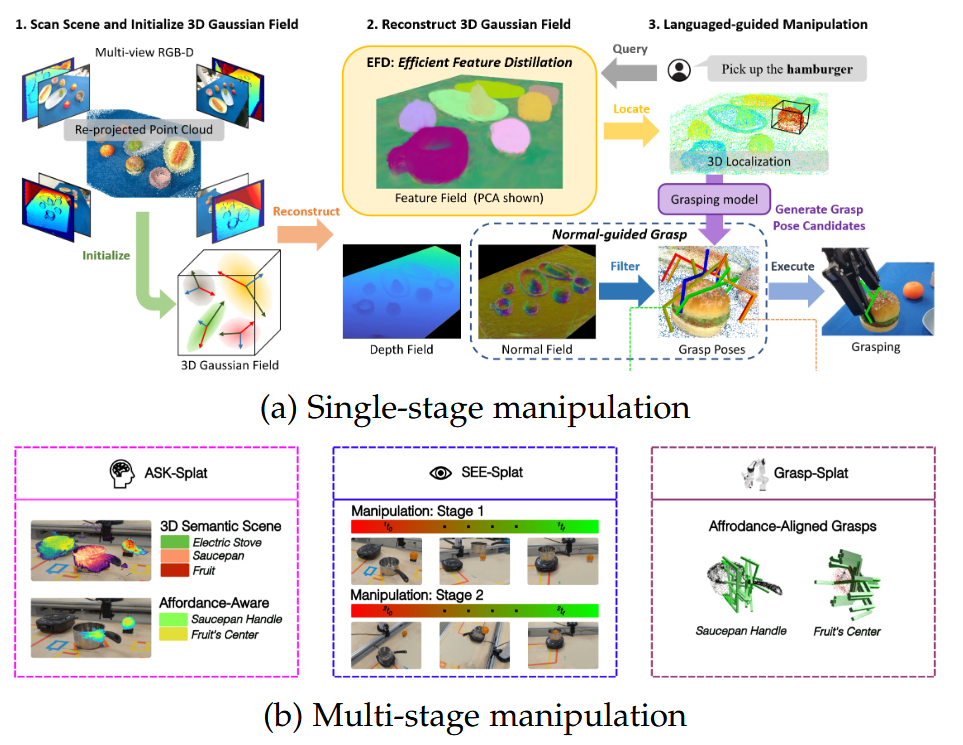 1. Scan Scene and Initialize 3D Gaussian Field
2. Reconstruct 3D Gaussian Field
3. Languaged-guided Manipulation
Multi-view RGB-D
Re-projected Point Cloud
Initialize
3D Gaussian Field
Reconstruct
EFD: Efficient Feature Distillation
Feature Field (PCA shown)
Query
Pick up the hamburger
Locate
3D Localization
Grasping model
Generate Grasp
Pose Candidates
Normal-guided Grasp
Depth Field
Normal Field
Filter
Grasp Poses
Execute
Grasping
(a) Single-stage manipulation
ASK-Splat
3D Semantic Scene
Electric Stove
Saucepan
Fruit
Affordance-Aware
Saucepan Handle
Fruit's Center
SEE-Splat
Manipulation: Stage 1
Manipulation: Stage 2
Grasp-Splat
Affrodance-Aligned Grasps
Saucepan Handle
Fruit's Center
(b) Multi-stage manipulation